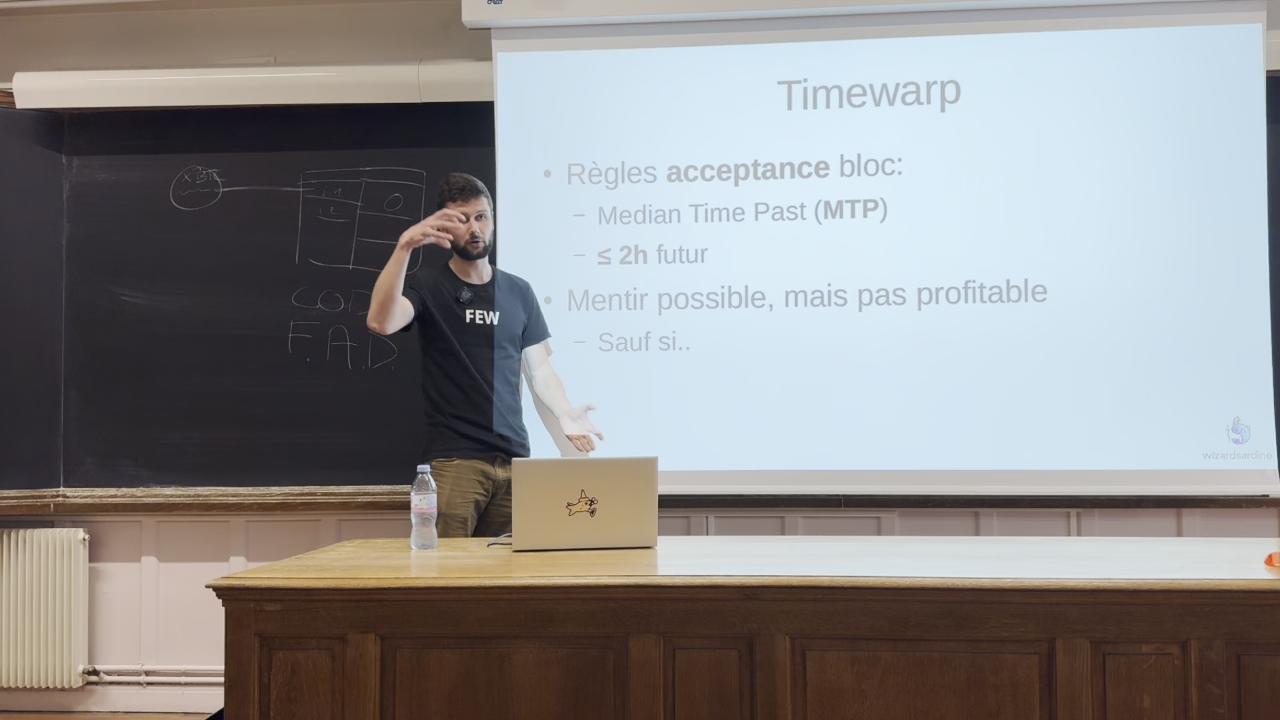 Timewarp
• Règles acceptance bloc:
– Median Time Past (MTP)
– ≤ 2h futur
• Mentir possible, mais pas profitable
– Sauf si..
wizardsardine
FEW
COD
F.A.D.